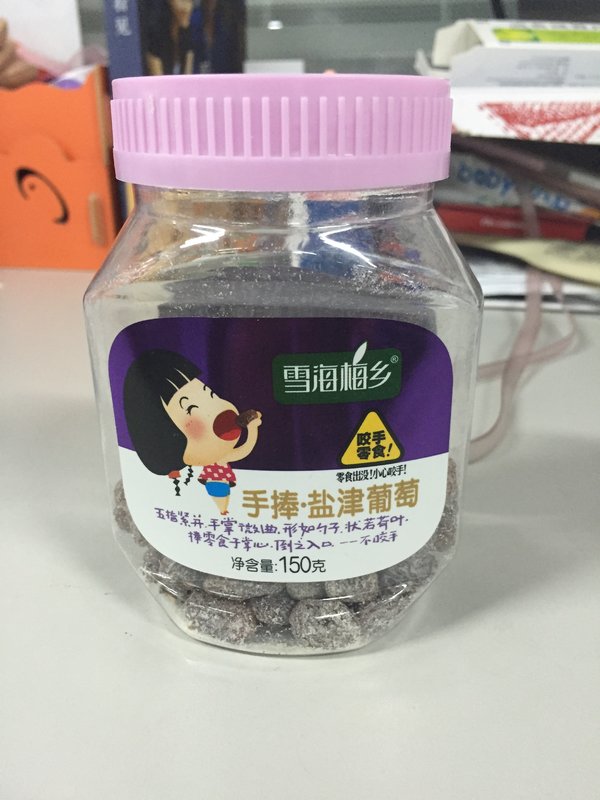 雪海梅乡®
咬手
零食!
零食出没!小心咬手!
手捧·盐津葡萄
五指紧并.手掌微曲.形如勺子.状若荷叶.
捧零食于掌心.倒之入口.——不咬手
净含量:150克
baby